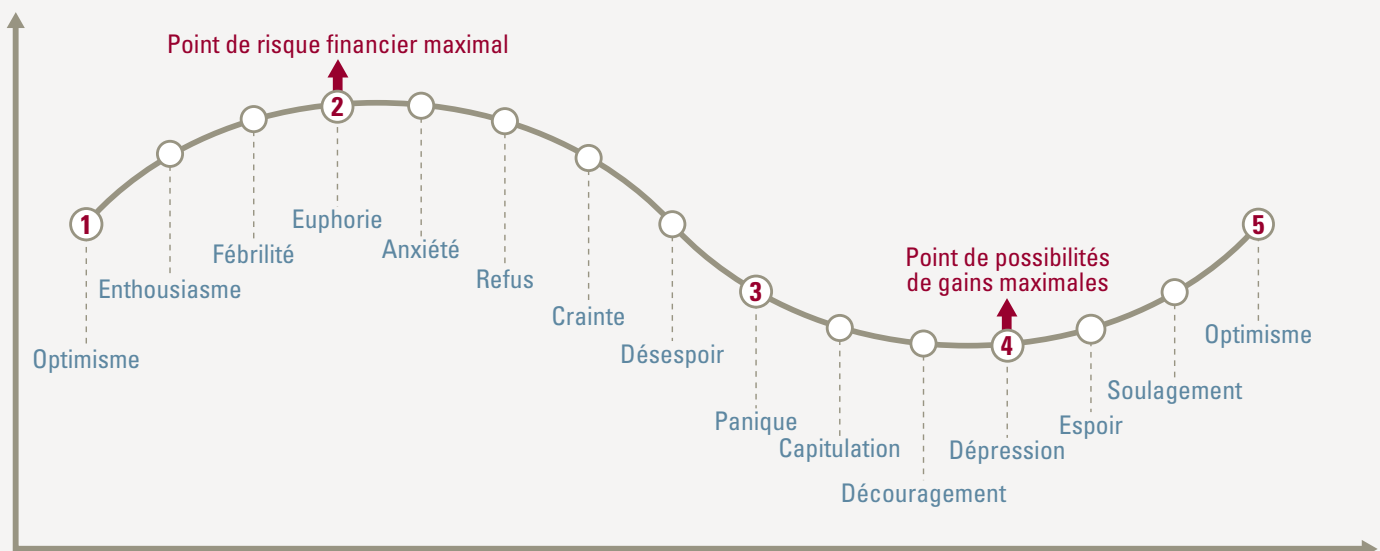 Point de risque financier maximal
2
1
Euphorie
Anxiété
Fébrilité
Refus
Enthousiasme
Crainte
Optimisme
Désespoir
3
Panique
Capitulation
Découragement
Point de possibilités
de gains maximales
4
Dépression
Espoir
Soulagement
5
Optimisme